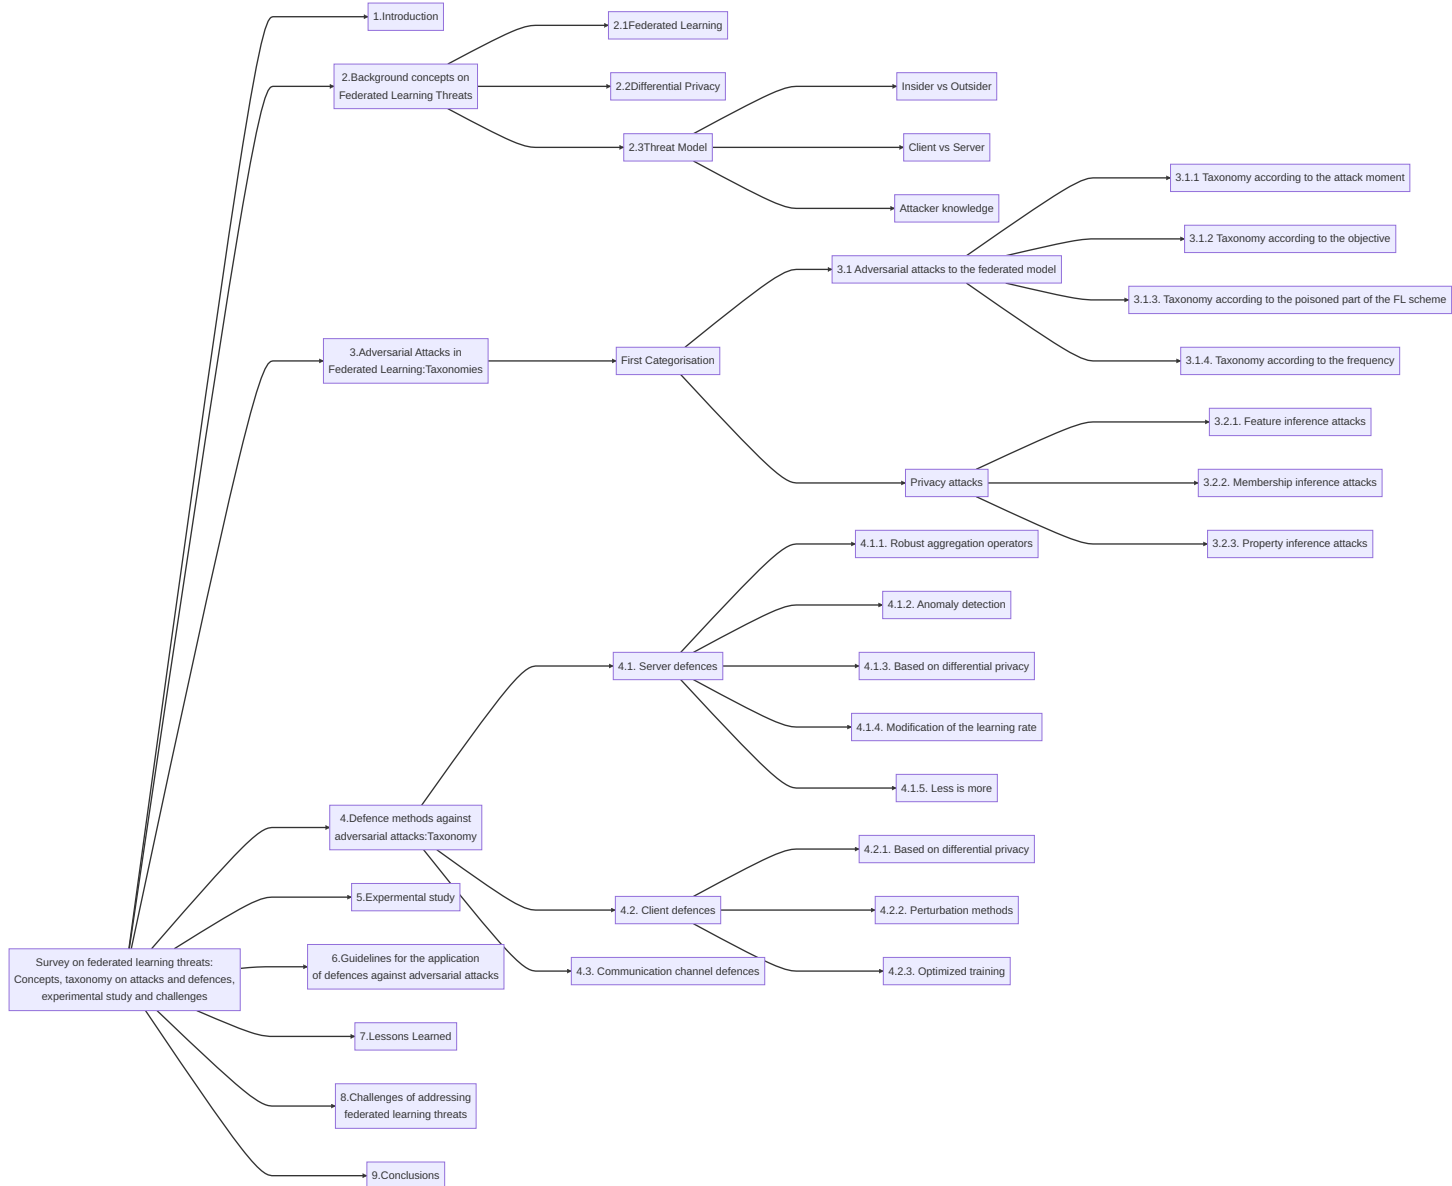 1.Introduction
2.1Federated Learning
2.Background concepts on
Federated Learning Threats
2.2Differential Privacy
Insider vs Outsider
2.3Threat Model
Client vs Server
Attacker knowledge
3.1.1 Taxonomy according to the attack moment
3.1.2 Taxonomy according to the objective
3.1 Adversarial attacks to the federated model
3.1.3. Taxonomy according to the poisoned part of the FL scheme
3.Adversarial Attacks in
Federated Learning:Taxonomies
First Categorisation
3.1.4. Taxonomy according to the frequency
3.2.1. Feature inference attacks
Privacy attacks
3.2.2. Membership inference attacks
3.2.3. Property inference attacks
4.1.1. Robust aggregation operators
4.1.2. Anomaly detection
4.1. Server defences
4.1.3. Based on differential privacy
4.1.4. Modification of the learning rate
4.1.5. Less is more
4.Defence methods against
adversarial attacks:Taxonomy
4.2.1. Based on differential privacy
5.Expermental study
4.2. Client defences
4.2.2. Perturbation methods
Survey on federated learning threats:
Concepts, taxonomy on attacks and defences,
experimental study and challenges
6.Guidelines for the application
of defences against adversarial attacks
4.3. Communication channel defences
4.2.3. Optimized training
7.Lessons Learned
8.Challenges of addressing
federated learning threats
9.Conclusions